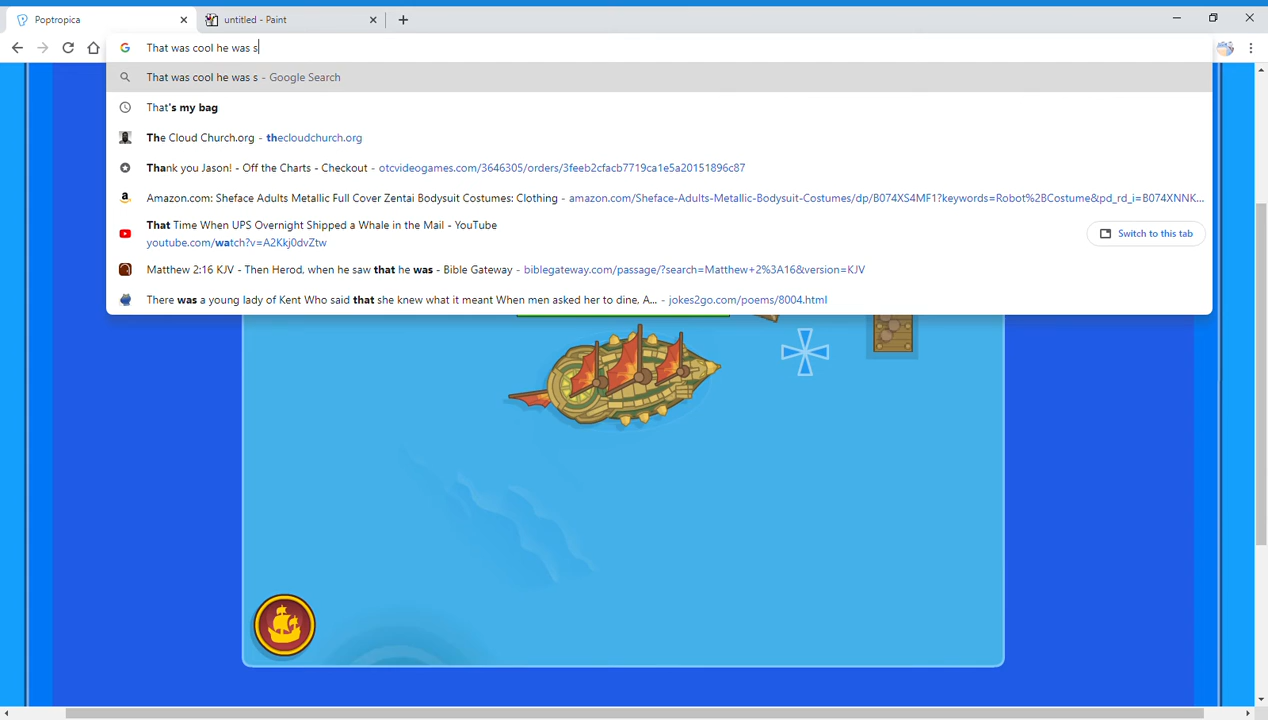 Poptropica
untitled - Paint
That was cool he was s
That was cool he was s - Google Search
That's my bag
The Cloud Church.org - thecloudchurch.org
Thank you Jason! - Off the Charts - Checkout - otcvideogames.com/3646305/orders/3feeb2cfacb7719ca1e5a20151896c87
Amazon.com: Sheface Adults Metallic Full Cover Zentai Bodysuit Costumes: Clothing - amazon.com/Sheface-Adults-Metallic-Bodysuit-Costumes/dp/B074XS4MF1?keywords=Robot%2BCostume&pd_rd_i=B074XNNK...
That Time When UPS Overnight Shipped a Whale in the Mail - YouTube
youtube.com/watch?v=A2Kkj0dvZtw
Switch to this tab
Matthew 2:16 KJV - Then Herod, when he saw that he was - Bible Gateway - biblegateway.com/passage/?search=Matthew+2%3A16&version=KJV
There was a young lady of Kent Who said that she knew what it meant When men asked her to dine, A... - jokes2go.com/poems/8004.html